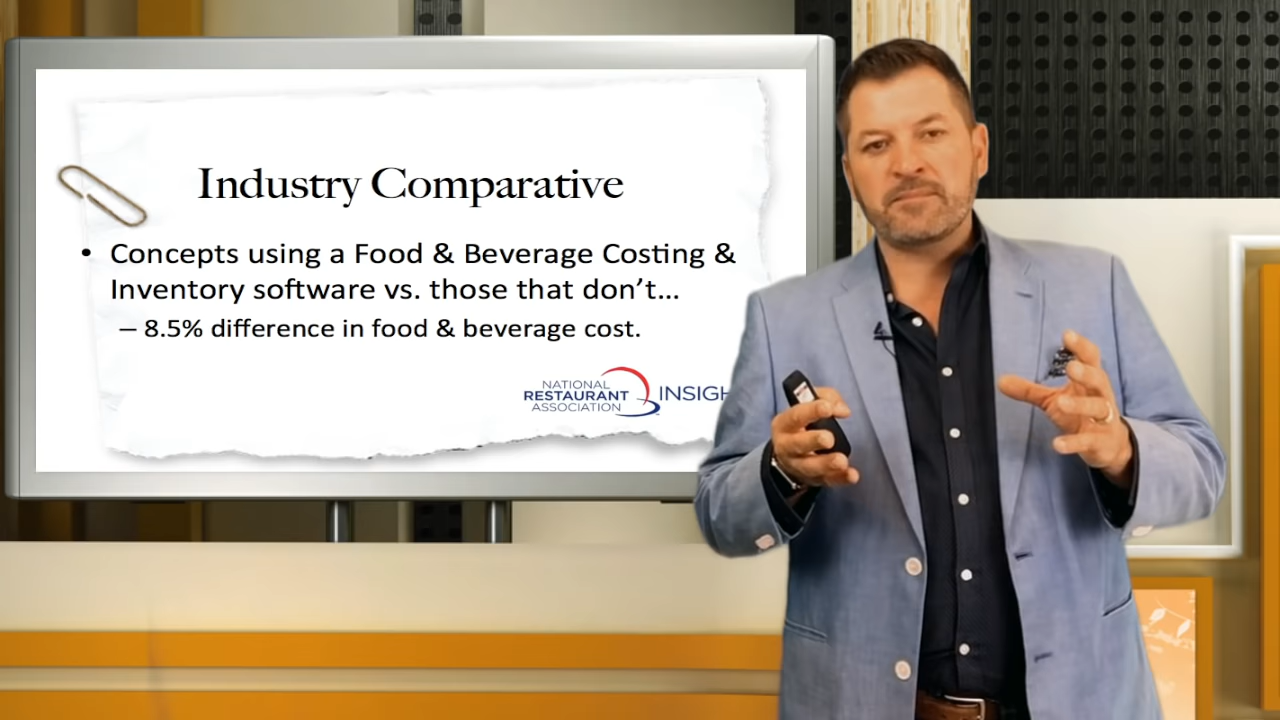 Industry Comparative
• Concepts using a Food & Beverage Costing &
Inventory software vs. those that don’t…
– 8.5% difference in food & beverage cost.
NATIONAL
RESTAURANT
ASSOCIATION
INSIGH